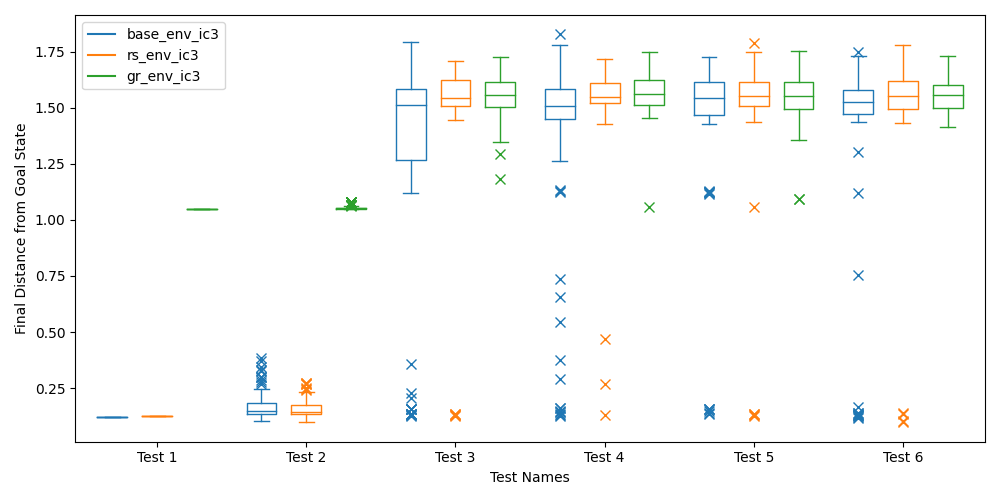 base_env_ic3
rs_env_ic3
gr_env_ic3
Final Distance from Goal State
1.75
1.50
1.25
1.00
0.75
0.50
0.25
Test 1 Test 2 Test 3 Test 4 Test 5 Test 6
Test Names